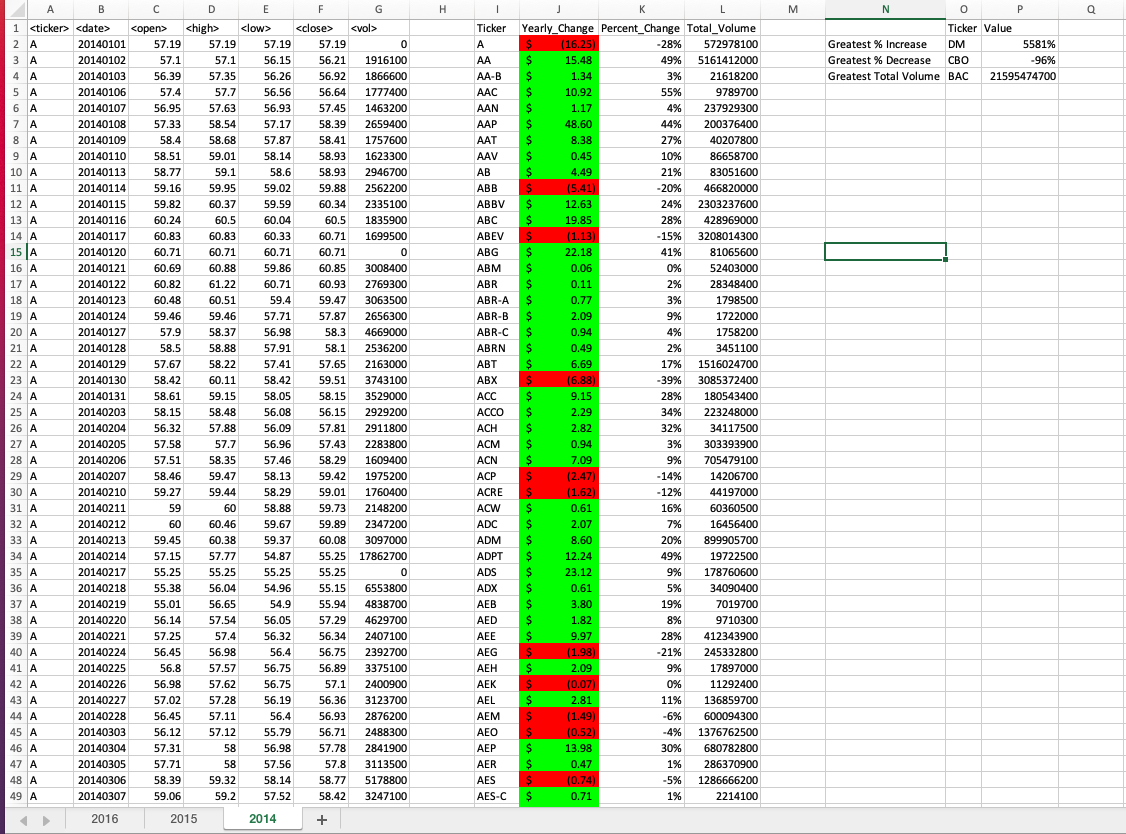 A B C D E F G H I J K L M N O P Q
1 <ticker> <date> <open> <high> <low> <close> <vol> Ticker Yearly_Change Percent_Change Total_Volume Ticker Value
2 A 20140101 57.19 57.19 57.19 57.19 0 A $ (16.25) -28% 572978100 Greatest % Increase DM 5581%
3 A 20140102 57.1 57.1 56.15 56.21 1916100 AA $ 15.48 49% 5161412000 Greatest % Decrease CBO -96%
4 A 20140103 56.39 57.35 56.26 56.92 1866600 AA-B $ 1.34 3% 21618200 Greatest Total Volume BAC 21595474700
5 A 20140106 57.4 57.7 56.56 56.64 1777400 AAC $ 10.92 55% 9789700
6 A 20140107 56.95 57.63 56.93 57.45 1463200 AAN $ 1.17 4% 237929300
7 A 20140108 57.33 58.54 57.17 58.39 2659400 AAP $ 48.60 44% 200376400
8 A 20140109 58.4 58.68 57.87 58.41 1757600 AAT $ 8.38 27% 40207800
9 A 20140110 58.51 59.01 58.14 58.93 1623300 AAV $ 0.45 10% 86658700
10 A 20140113 58.77 59.1 58.6 58.93 2946700 AB $ 4.49 21% 83051600
11 A 20140114 59.16 59.95 59.02 59.88 2562200 ABB $ (5.41) -20% 466820000
12 A 20140115 59.82 60.37 59.59 60.34 2335100 ABBV $ 12.63 24% 2303237600
13 A 20140116 60.24 60.5 60.04 60.5 1835900 ABC $ 19.85 28% 428969000
14 A 20140117 60.83 60.83 60.33 60.71 1699500 ABEV $ (1.13) -15% 3208014300
15 A 20140120 60.71 60.71 60.71 60.71 0 ABG $ 22.18 41% 81065600
16 A 20140121 60.69 60.88 59.86 60.85 3008400 ABM $ 0.06 0% 52403000
17 A 20140122 60.82 61.22 60.71 60.93 2769300 ABR $ 0.11 2% 28348400
18 A 20140123 60.48 60.51 59.4 59.47 3063500 ABR-A $ 0.77 3% 1798500
19 A 20140124 59.46 59.46 57.71 57.87 2656300 ABR-B $ 2.09 9% 1722000
20 A 20140127 57.9 58.37 56.98 58.3 4669000 ABR-C $ 0.94 4% 1758200
21 A 20140128 58.5 58.88 57.91 58.1 2536200 ABRN $ 0.49 2% 3451100
22 A 20140129 57.67 58.22 57.41 57.65 2163000 ABT $ 6.69 17% 1516024700
23 A 20140130 58.42 60.11 58.42 59.51 3743100 ABX $ (6.88) -39% 3085372400
24 A 20140131 58.61 59.15 58.05 58.15 3529000 ACC $ 9.15 28% 180543400
25 A 20140203 58.15 58.48 56.08 56.15 2929200 ACCO $ 2.29 34% 223248000
26 A 20140204 56.32 57.88 56.09 57.81 2911800 ACH $ 2.82 32% 34117500
27 A 20140205 57.58 57.7 56.96 57.43 2283800 ACM $ 0.94 3% 303393900
28 A 20140206 57.51 58.35 57.46 58.29 1609400 ACN $ 7.09 9% 705479100
29 A 20140207 58.46 59.47 58.13 59.42 1975200 ACP $ (2.47) -14% 14206700
30 A 20140210 59.27 59.44 58.29 59.01 1760400 ACRE $ (1.62) -12% 44197000
31 A 20140211 59 60 58.88 59.73 2148200 ACW $ 0.61 16% 60360500
32 A 20140212 60 60.46 59.67 59.89 2347200 ADC $ 2.07 7% 16456400
33 A 20140213 59.45 60.38 59.37 60.08 3097000 ADM $ 8.60 20% 899905700
34 A 20140214 57.15 57.77 54.87 55.25 17862700 ADPT $ 12.24 49% 19722500
35 A 20140217 55.25 55.25 55.25 55.25 0 ADS $ 23.12 9% 178760600
36 A 20140218 55.38 56.04 54.96 55.15 6553800 ADX $ 0.61 5% 34090400
37 A 20140219 55.01 56.65 54.9 55.94 4838700 AEB $ 3.80 19% 7019700
38 A 20140220 56.14 57.54 56.05 57.29 4629700 AED $ 1.82 8% 9710300
39 A 20140221 57.25 57.4 56.32 56.34 2407100 AEE $ 9.97 28% 412343900
40 A 20140224 56.45 56.98 56.4 56.75 2392700 AEG $ (1.98) -21% 245332800
41 A 20140225 56.8 57.57 56.75 56.89 3375100 AEH $ 2.09 9% 17897000
42 A 20140226 56.98 57.62 56.75 57.1 2400900 AEK $ (0.07) 0% 11292400
43 A 20140227 57.02 57.28 56.19 56.36 3123700 AEL $ 2.81 11% 136859700
44 A 20140228 56.45 57.11 56.4 56.93 2876200 AEM $ (1.49) -6% 600094300
45 A 20140303 56.12 57.12 55.79 56.71 2488300 AEO $ (0.52) -4% 1376762500
46 A 20140304 57.31 58 56.98 57.78 2841900 AEP $ 13.98 30% 680782800
47 A 20140305 57.71 58 57.56 57.8 3113500 AER $ 0.47 1% 286370900
48 A 20140306 58.39 59.32 58.14 58.77 5178800 AES $ (0.74) -5% 1286666200
49 A 20140307 59.06 59.2 57.52 58.42 3247100 AES-C $ 0.71 1% 2214100
2016 2015 2014 +